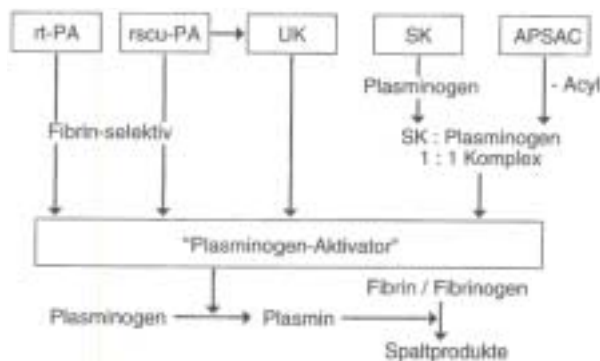 rt-PA rscu-PA UK SK APSAC
Plasminogen - Acyl
Fibrin-selektiv
SK : Plasminogen
1 : 1 Komplex
"Plasminogen-Aktivator"
Fibrin / Fibrinogen
Plasminogen Plasmin
Spaltprodukte